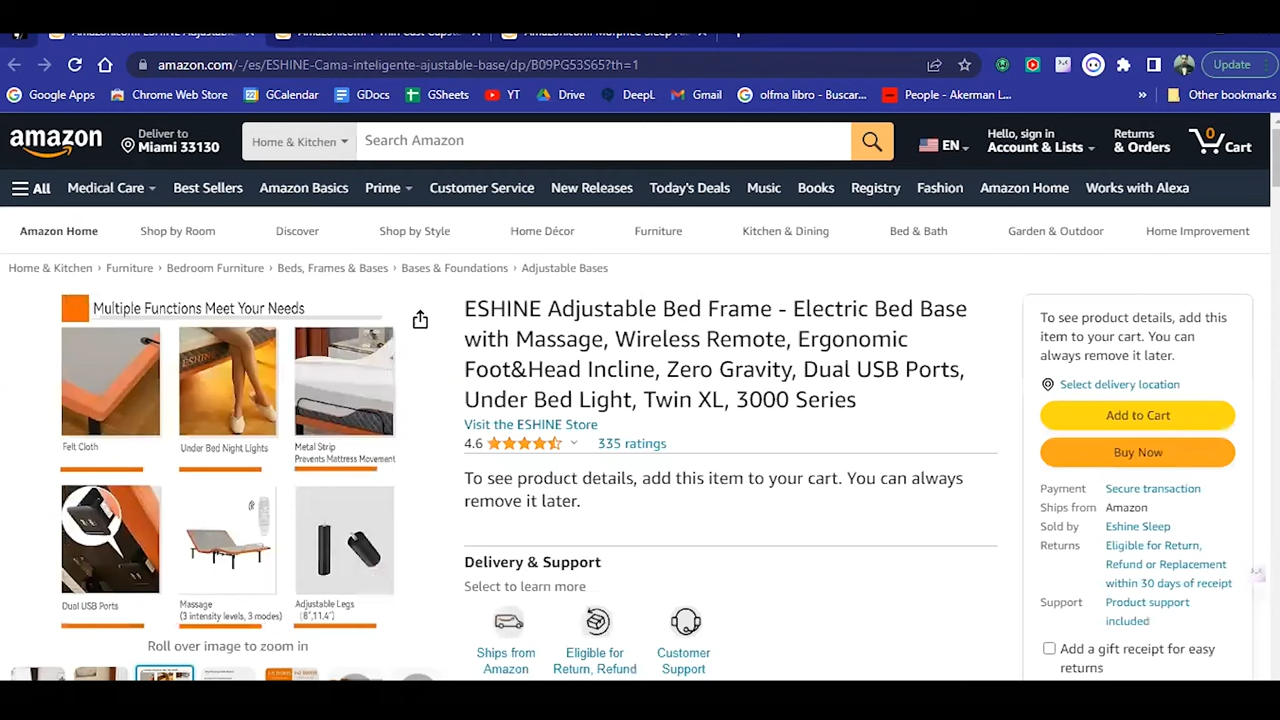 amazon.com/-/es/ESHINE-Cama-inteligente-ajustable-base/dp/B09PG53S65?th=1
Update
Google Apps
Chrome Web Store
GCalendar
GDocs
GSheets
YT
Drive
DeepL
Gmail
olfma libro - Buscar...
People - Akerman L...
»
Other bookmarks
amazon
Deliver to
Miami 33130
Home & Kitchen
Search Amazon
EN
Hello, sign in
Account & Lists
Returns
& Orders
0
Cart
All
Medical Care
Best Sellers
Amazon Basics
Prime
Customer Service
New Releases
Today's Deals
Music
Books
Registry
Fashion
Amazon Home
Works with Alexa
Amazon Home
Shop by Room
Discover
Shop by Style
Home Décor
Furniture
Kitchen & Dining
Bed & Bath
Garden & Outdoor
Home Improvement
Home & Kitchen › Furniture › Bedroom Furniture › Beds, Frames & Bases › Bases & Foundations › Adjustable Bases
Multiple Functions Meet Your Needs
ESHINE
Felt Cloth
Under Bed Night Lights
Metal Strip
Prevents Mattress Movement
Dual USB Ports
Massage
(3 intensity levels, 3 modes)
Adjustable Legs
(8",11.4")
Roll over image to zoom in
ESHINE Adjustable Bed Frame - Electric Bed Base
with Massage, Wireless Remote, Ergonomic
Foot&Head Incline, Zero Gravity, Dual USB Ports,
Under Bed Light, Twin XL, 3000 Series
Visit the ESHINE Store
4.6
335 ratings
To see product details, add this item to your cart. You can always
remove it later.
Delivery & Support
Select to learn more
Ships from
Amazon
Eligible for
Return, Refund
Customer
Support
To see product details, add this
item to your cart. You can
always remove it later.
Select delivery location
Add to Cart
Buy Now
Payment Secure transaction
Ships from Amazon
Sold by Eshine Sleep
Returns Eligible for Return,
Refund or Replacement
within 30 days of receipt
Support Product support
included
Add a gift receipt for easy
returns